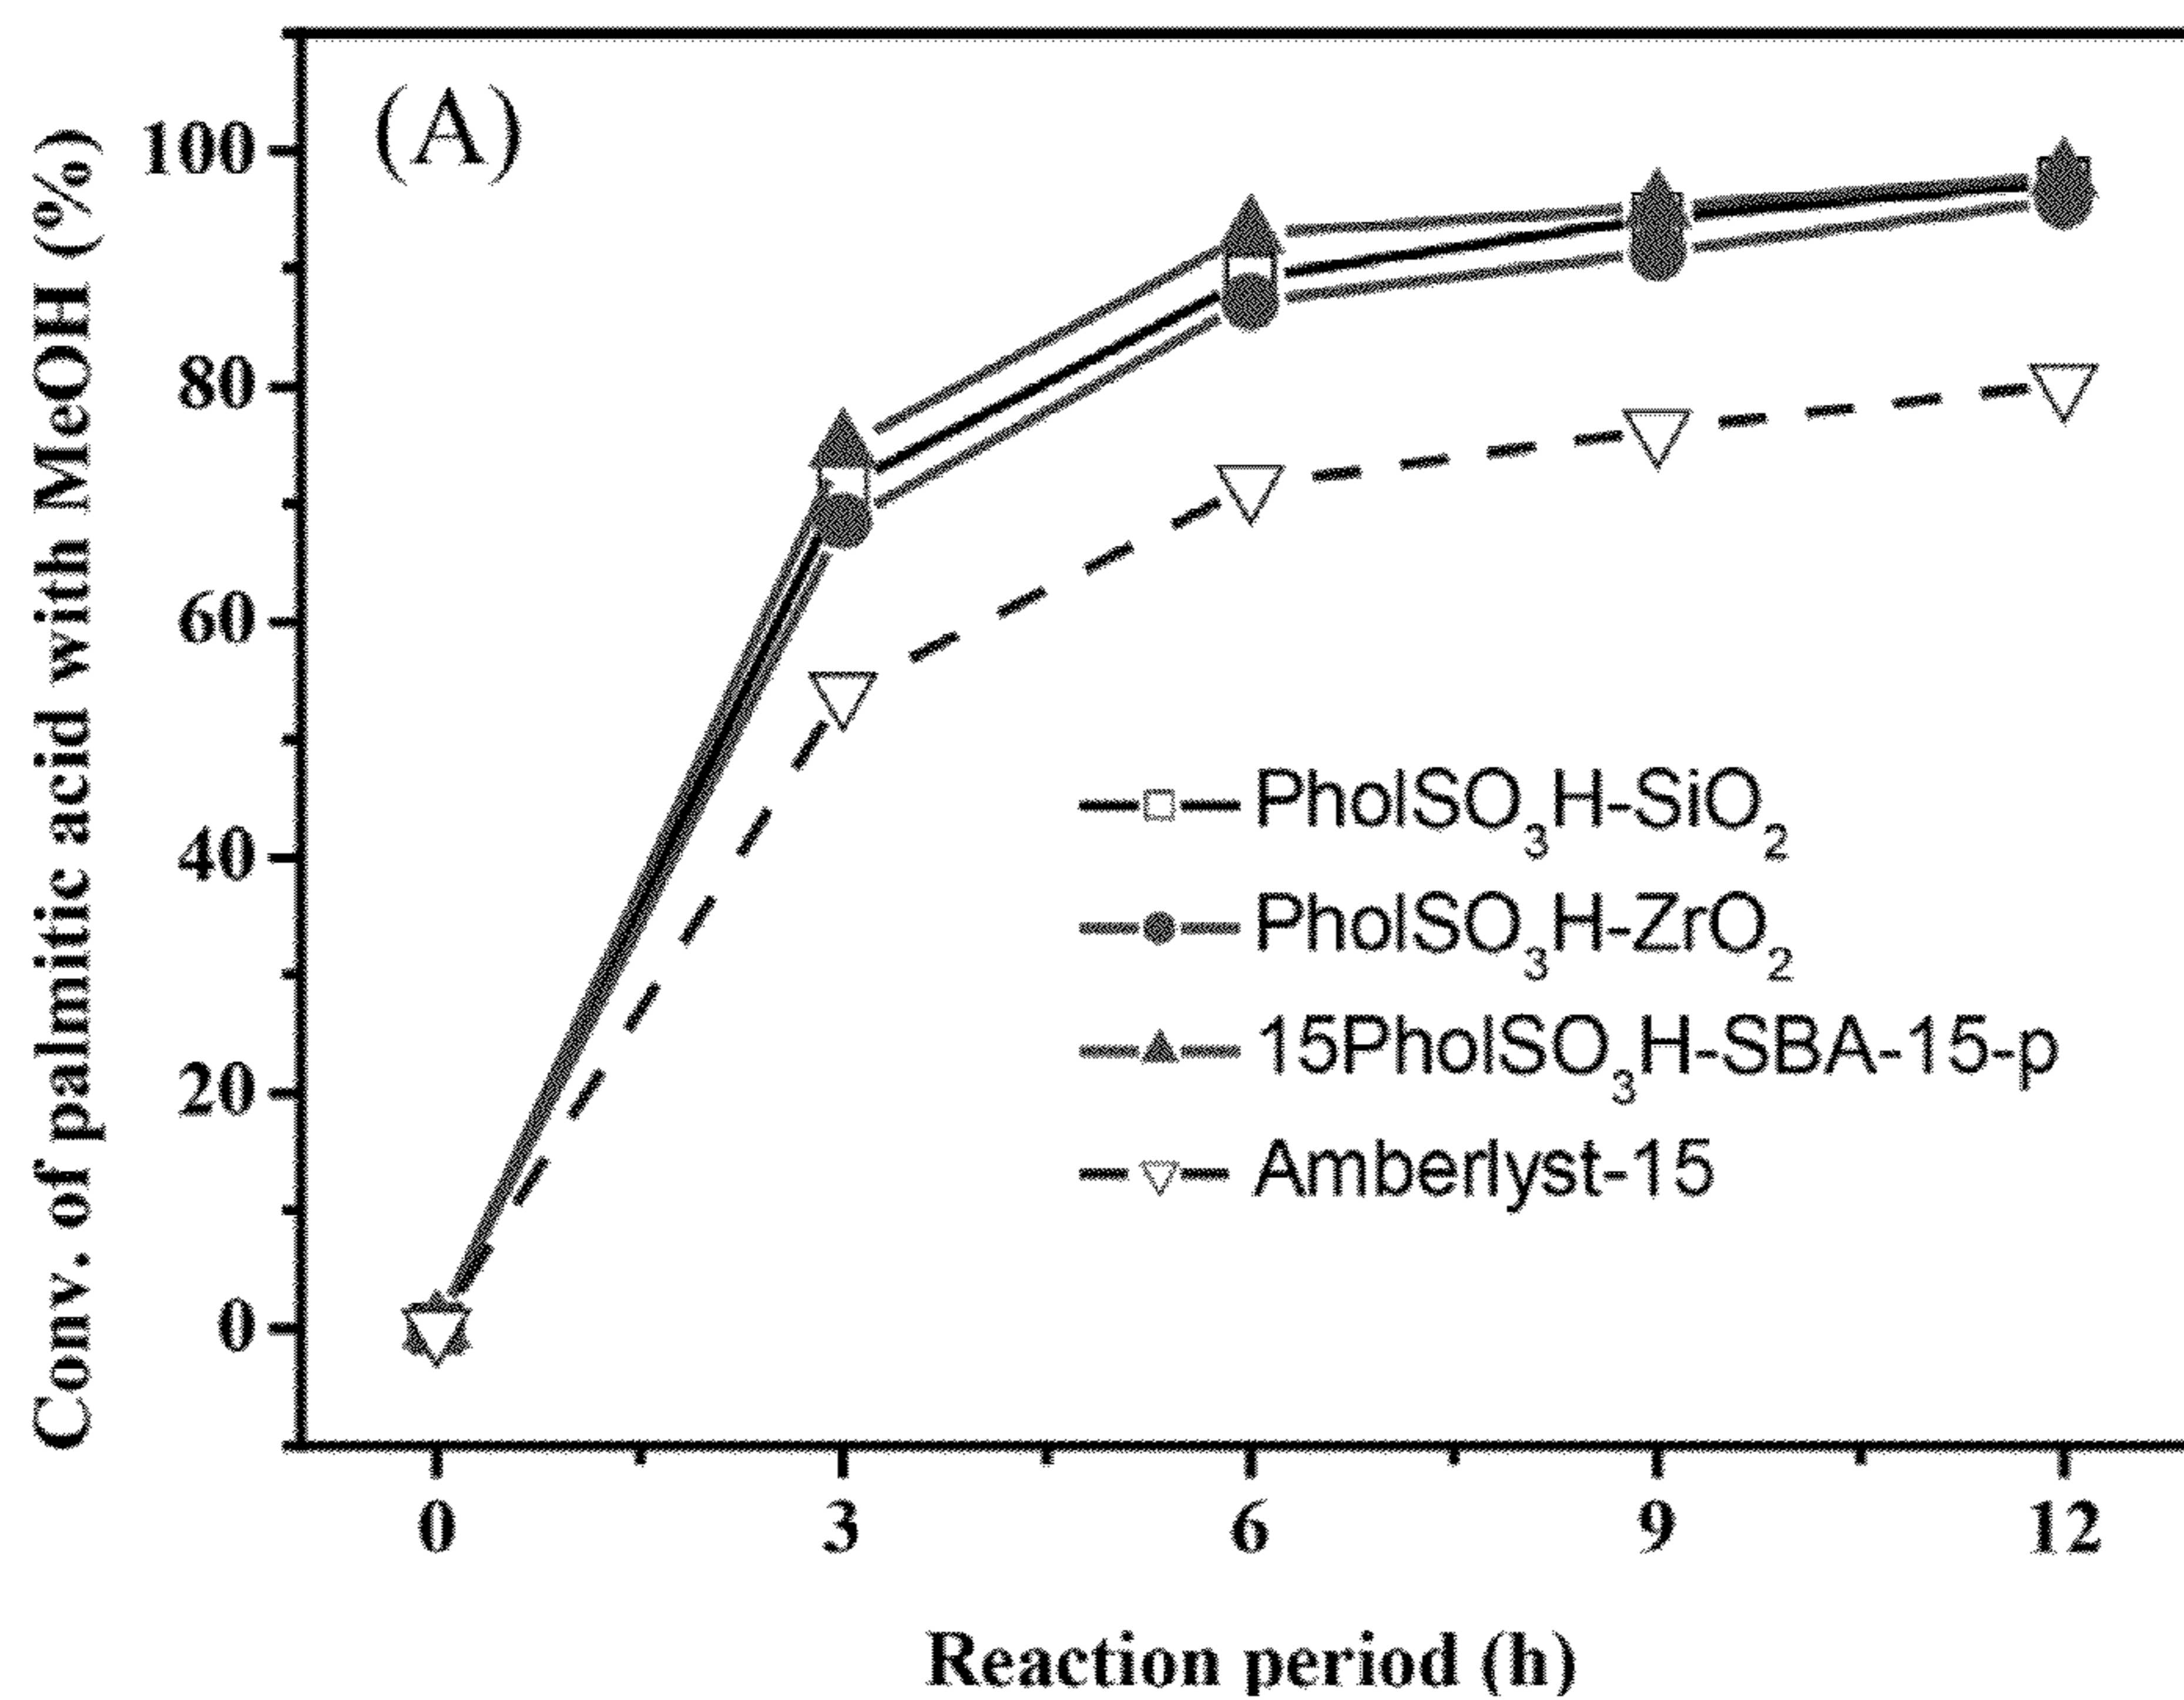 (A)
Conv. of palmitic acid with MeOH (%)
100
80
60
40
20
0
PholSO3H-SiO2
PholSO3H-ZrO2
15PholSO3H-SBA-15-p
Amberlyst-15
0 3 6 9 12
Reaction period (h)